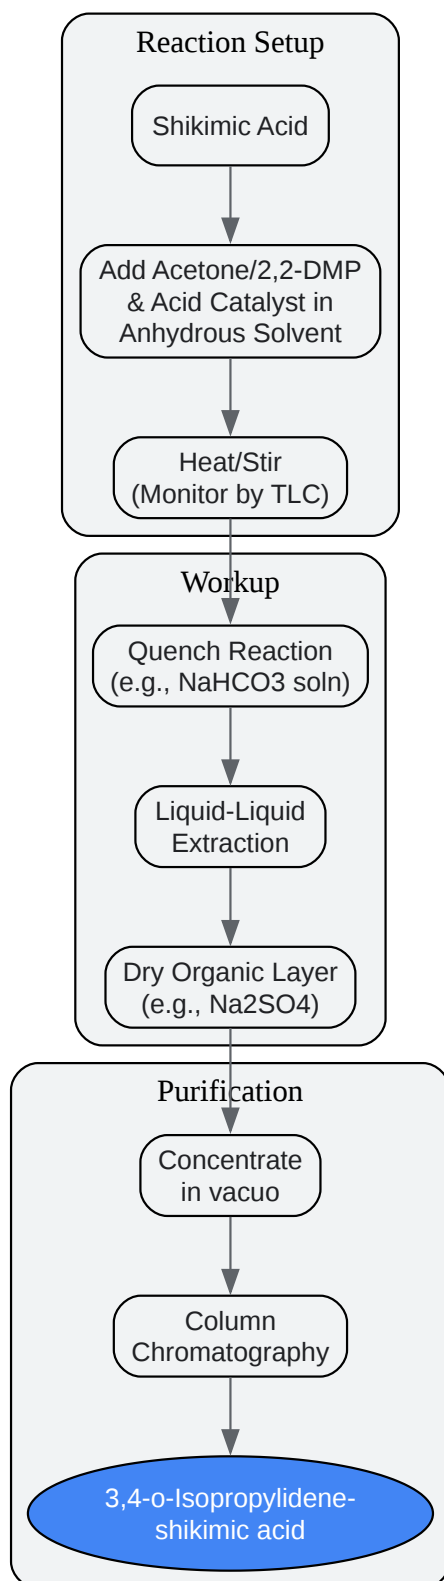 Reaction Setup
Shikimic Acid
Add Acetone/2,2-DMP
& Acid Catalyst in
Anhydrous Solvent
Heat/Stir
(Monitor by TLC)
Workup
Quench Reaction
(e.g., NaHCO3 soln)
Liquid-Liquid
Extraction
Dry Organic Layer
(e.g., Na2SO4)
Purification
Concentrate
in vacuo
Column
Chromatography
3,4-o-Isopropylidene-
shikimic acid